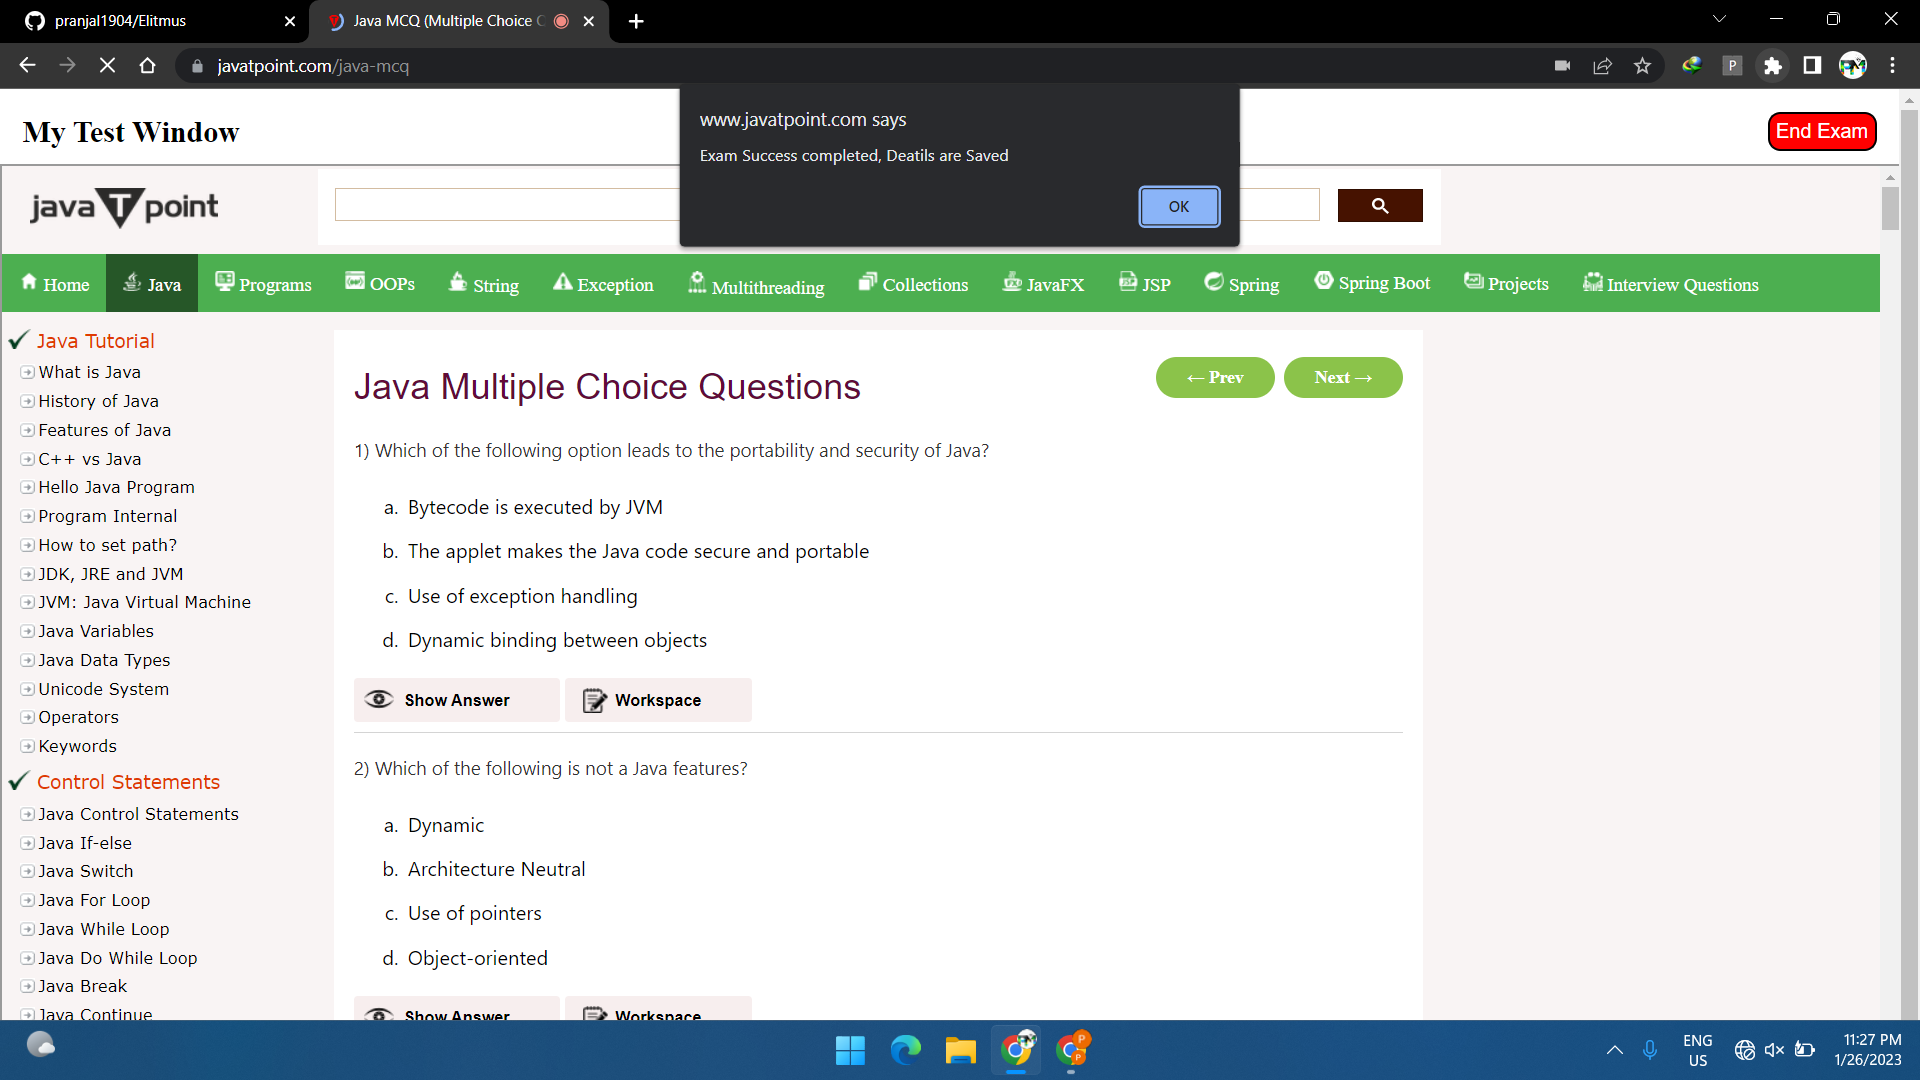 pranjal1904/Elitmus
Java MCQ (Multiple Choice
javatpoint.com/java-mcq
P
www.javatpoint.com says
Exam Success completed, Deatils are Saved
OK
My Test Window
End Exam
java T point
Home
Java
Programs
OOPs
String
Exception
Multithreading
Collections
JavaFX
JSP
Spring
Spring Boot
Projects
Interview Questions
Java Tutorial
What is Java
History of Java
Features of Java
C++ vs Java
Hello Java Program
Program Internal
How to set path?
JDK, JRE and JVM
JVM: Java Virtual Machine
Java Variables
Java Data Types
Unicode System
Operators
Keywords
Control Statements
Java Control Statements
Java If-else
Java Switch
Java For Loop
Java While Loop
Java Do While Loop
Java Break
Java Continue
Java Multiple Choice Questions
← Prev
Next →
1) Which of the following option leads to the portability and security of Java?
a. Bytecode is executed by JVM
b. The applet makes the Java code secure and portable
c. Use of exception handling
d. Dynamic binding between objects
Show Answer
Workspace
2) Which of the following is not a Java features?
a. Dynamic
b. Architecture Neutral
c. Use of pointers
d. Object-oriented
Show Answer
Workspace
P
P
ENG
US
11:27 PM
1/26/2023